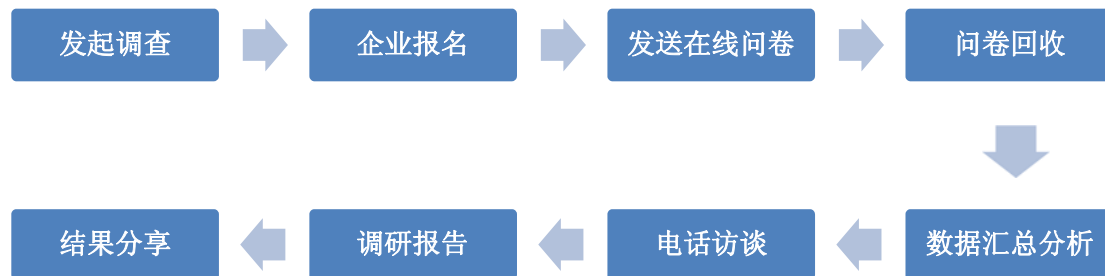 发起调查
企业报名
发送在线问卷
问卷回收
数据汇总分析
电话访谈
调研报告
结果分享